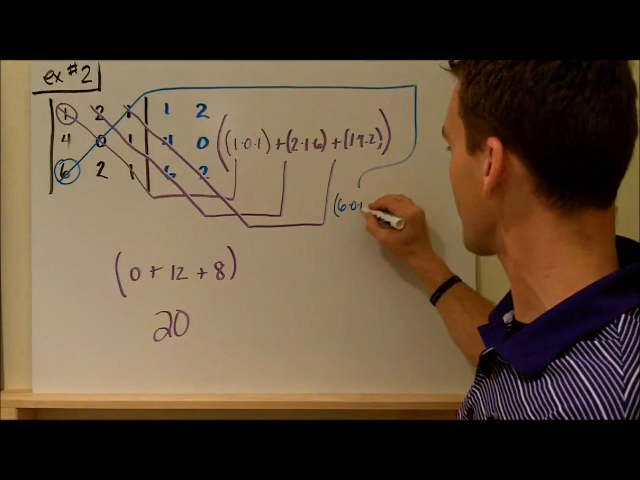 ex #2
1 2 1 1 2
4 0 1 4 0 ((1·0·1) + (2·1·6) + (1·4·2))
6 2 1 6 2
(6·0·1
(0 + 12 + 8)
20